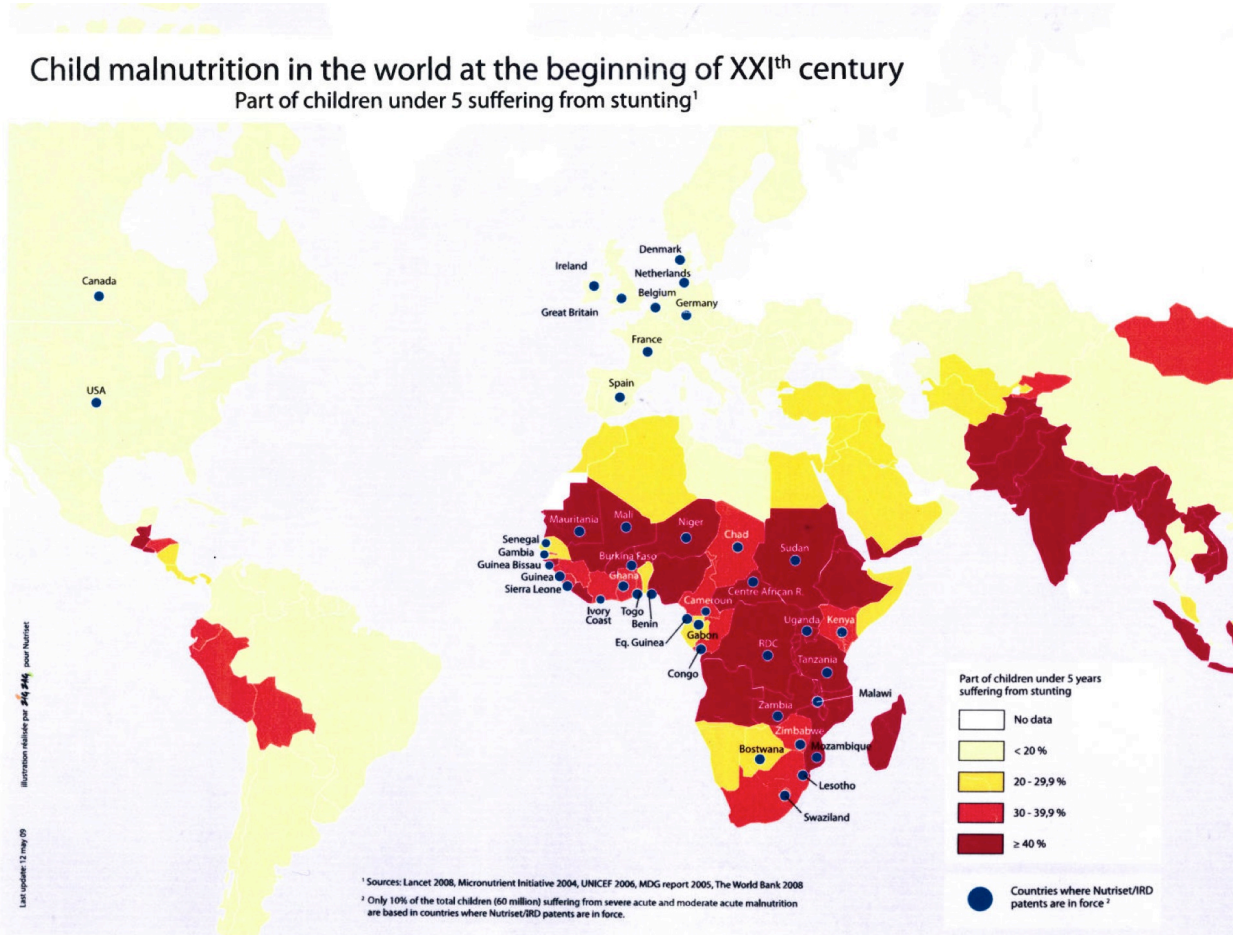 Child malnutrition in the world at the beginning of XXIth century
Part of children under 5 suffering from stunting1
Canada
USA
Ireland
Great Britain
Denmark
Netherlands
Belgium
Germany
France
Spain
Mauritania
Mali
Niger
Chad
Sudan
Senegal
Gambia
Guinea Bissau
Guinea
Sierra Leone
Burkina Faso
Ghana
Ivory
Coast
Togo
Benin
Centre African R.
Cameroun
Eq. Guinea
Gabon
Congo
Uganda
Kenya
RDC
Tanzania
Malawi
Zambia
Zimbabwe
Mozambique
Bostwana
Lesotho
Swaziland
Part of children under 5 years
suffering from stunting
No data
< 20 %
20 - 29,9 %
30 - 39,9 %
≥ 40 %
Countries where Nutriset/IRD
patents are in force 2
1 Sources: Lancet 2008, Micronutrient Initiative 2004, UNICEF 2006, MDG report 2005, The World Bank 2008
2 Only 10% of the total children (60 million) suffering from severe acute and moderate acute malnutrition
are based in countries where Nutriset/IRD patents are in force.
Last update: 12 may 09
illustration réalisée par pour Nutriset